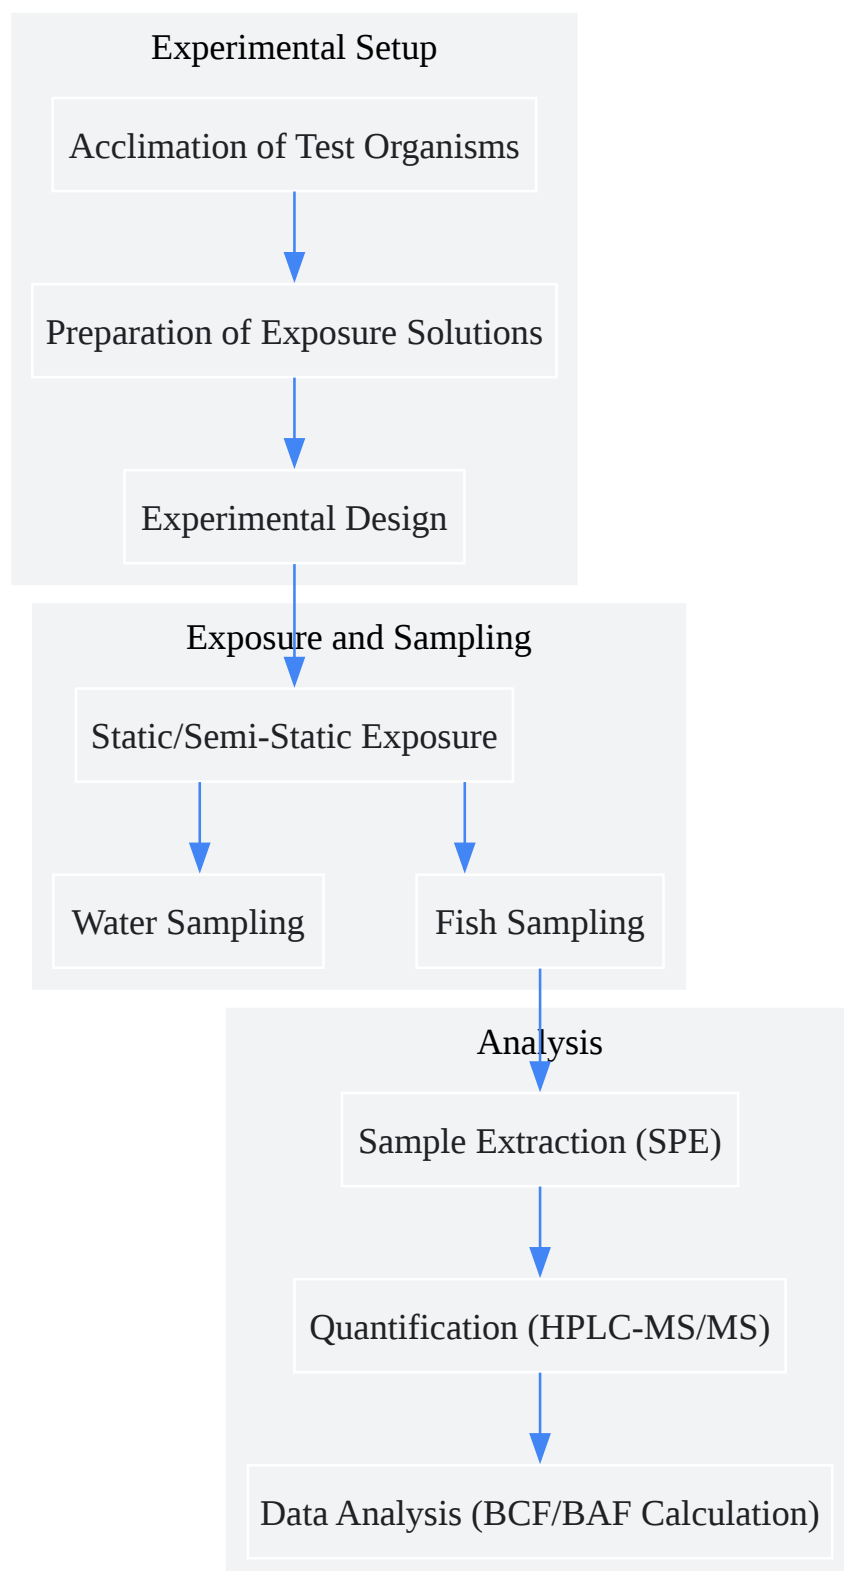 Experimental Setup
Acclimation of Test Organisms
Preparation of Exposure Solutions
Experimental Design
Exposure and Sampling
Static/Semi-Static Exposure
Water Sampling
Fish Sampling
Analysis
Sample Extraction (SPE)
Quantification (HPLC-MS/MS)
Data Analysis (BCF/BAF Calculation)